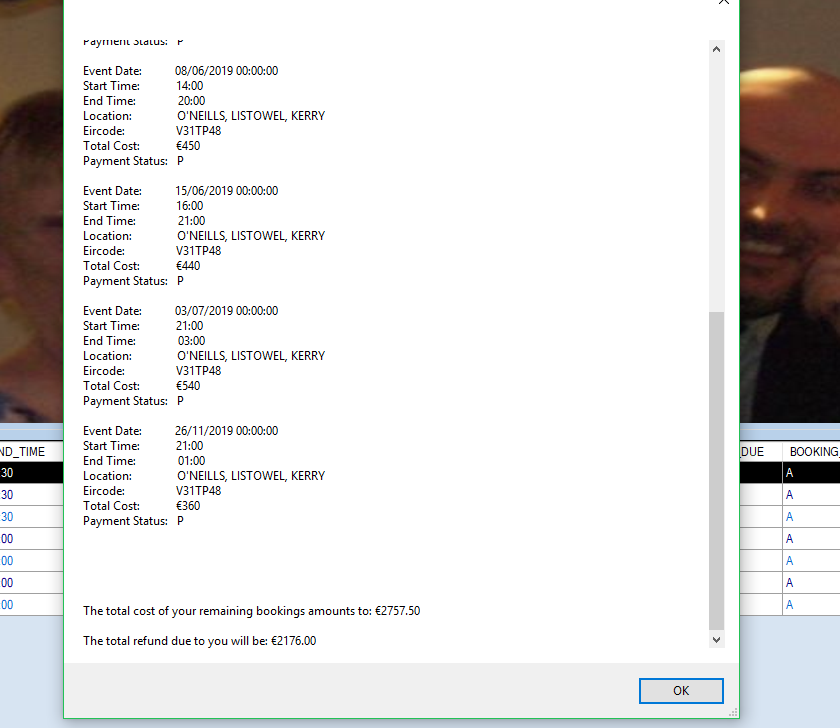 Payment Status: P
Event Date: 08/06/2019 00:00:00
Start Time: 14:00
End Time: 20:00
Location: O'NEILLS, LISTOWEL, KERRY
Eircode: V31TP48
Total Cost: €450
Payment Status: P
Event Date: 15/06/2019 00:00:00
Start Time: 16:00
End Time: 21:00
Location: O'NEILLS, LISTOWEL, KERRY
Eircode: V31TP48
Total Cost: €440
Payment Status: P
Event Date: 03/07/2019 00:00:00
Start Time: 21:00
End Time: 03:00
Location: O'NEILLS, LISTOWEL, KERRY
Eircode: V31TP48
Total Cost: €540
Payment Status: P
Event Date: 26/11/2019 00:00:00
Start Time: 21:00
End Time: 01:00
Location: O'NEILLS, LISTOWEL, KERRY
Eircode: V31TP48
Total Cost: €360
Payment Status: P
The total cost of your remaining bookings amounts to: €2757.50
The total refund due to you will be: €2176.00
OK
ND_TIME _DUE BOOKING_
30 A
30 A
30 A
00 A
00 A
00 A
00 A